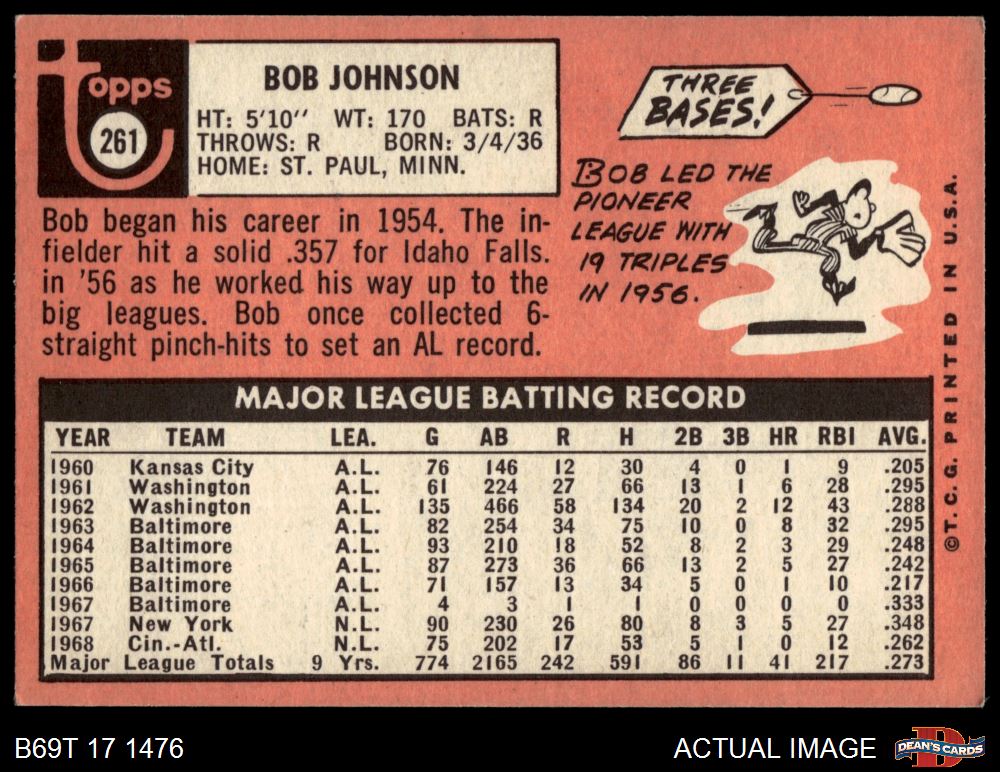 Topps
261
BOB JOHNSON
HT: 5'10'' WT: 170 BATS: R
THROWS: R BORN: 3/4/36
HOME: ST. PAUL, MINN.
Bob began his career in 1954. The in-
fielder hit a solid .357 for Idaho Falls.
in '56 as he worked his way up to the
big leagues. Bob once collected 6-
straight pinch-hits to set an AL record.
THREE
BASES!
BOB LED THE
PIONEER
LEAGUE WITH
19 TRIPLES
IN 1956.
©T.C.G. PRINTED IN U.S.A.
MAJOR LEAGUE BATTING RECORD
YEAR TEAM LEA. G AB R H 2B 3B HR RBI AVG.
1960 Kansas City A.L. 76 146 12 30 4 0 1 9 .205
1961 Washington A.L. 61 224 27 66 13 1 6 28 .295
1962 Washington A.L. 135 466 58 134 20 2 12 43 .288
1963 Baltimore A.L. 82 254 34 75 10 0 8 32 .295
1964 Baltimore A.L. 93 210 18 52 8 2 3 29 .248
1965 Baltimore A.L. 87 273 36 66 13 2 5 27 .242
1966 Baltimore A.L. 71 157 13 34 5 0 1 10 .217
1967 Baltimore A.L. 4 3 1 1 0 0 0 0 .333
1967 New York N.L. 90 230 26 80 8 3 5 27 .348
1968 Cin.-Atl. N.L. 75 202 17 53 5 1 0 12 .262
Major League Totals 9 Yrs. 774 2165 242 591 86 11 41 217 .273
B69T 17 1476
ACTUAL IMAGE
DEAN'S CARDS